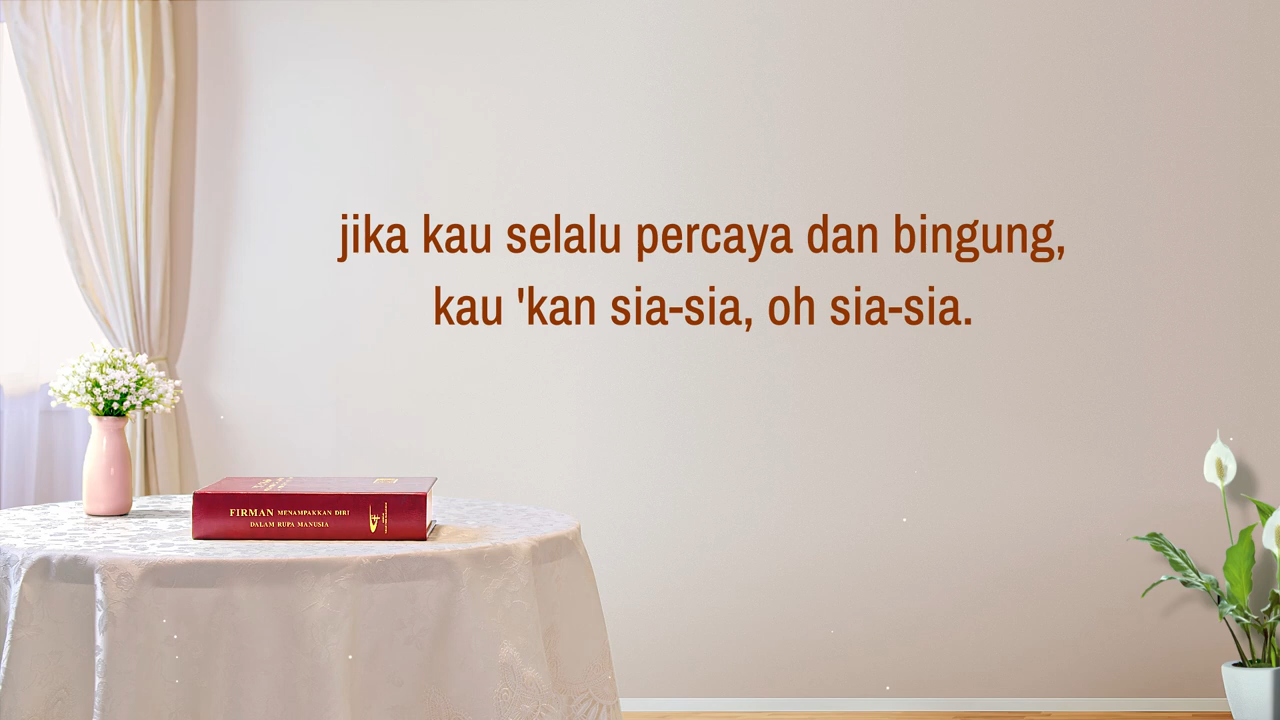 jika kau selalu percaya dan bingung,
kau 'kan sia-sia, oh sia-sia.
FIRMAN MENAMPAKKAN DIRI
DALAM RUPA MANUSIA